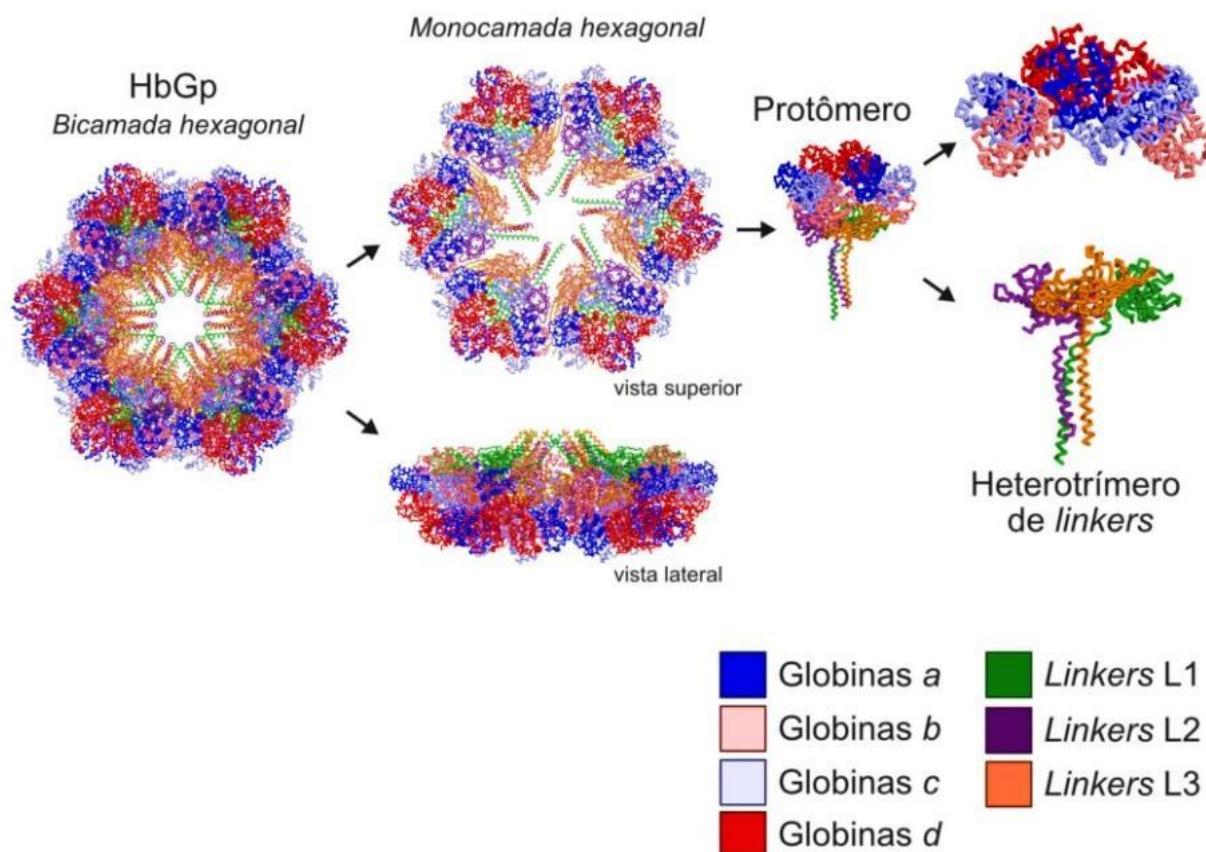 HbGp
Bicamada hexagonal
Monocamada hexagonal
vista superior
vista lateral
Protômero
Heterotrímero
de linkers
Globinas a
Globinas b
Globinas c
Globinas d
Linkers L1
Linkers L2
Linkers L3